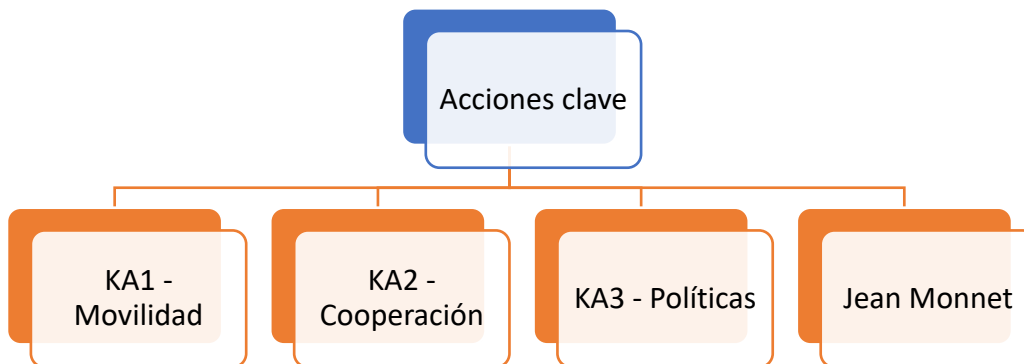 Acciones clave
KA1 -
Movilidad
KA2 -
Cooperación
KA3 - Políticas
Jean Monnet